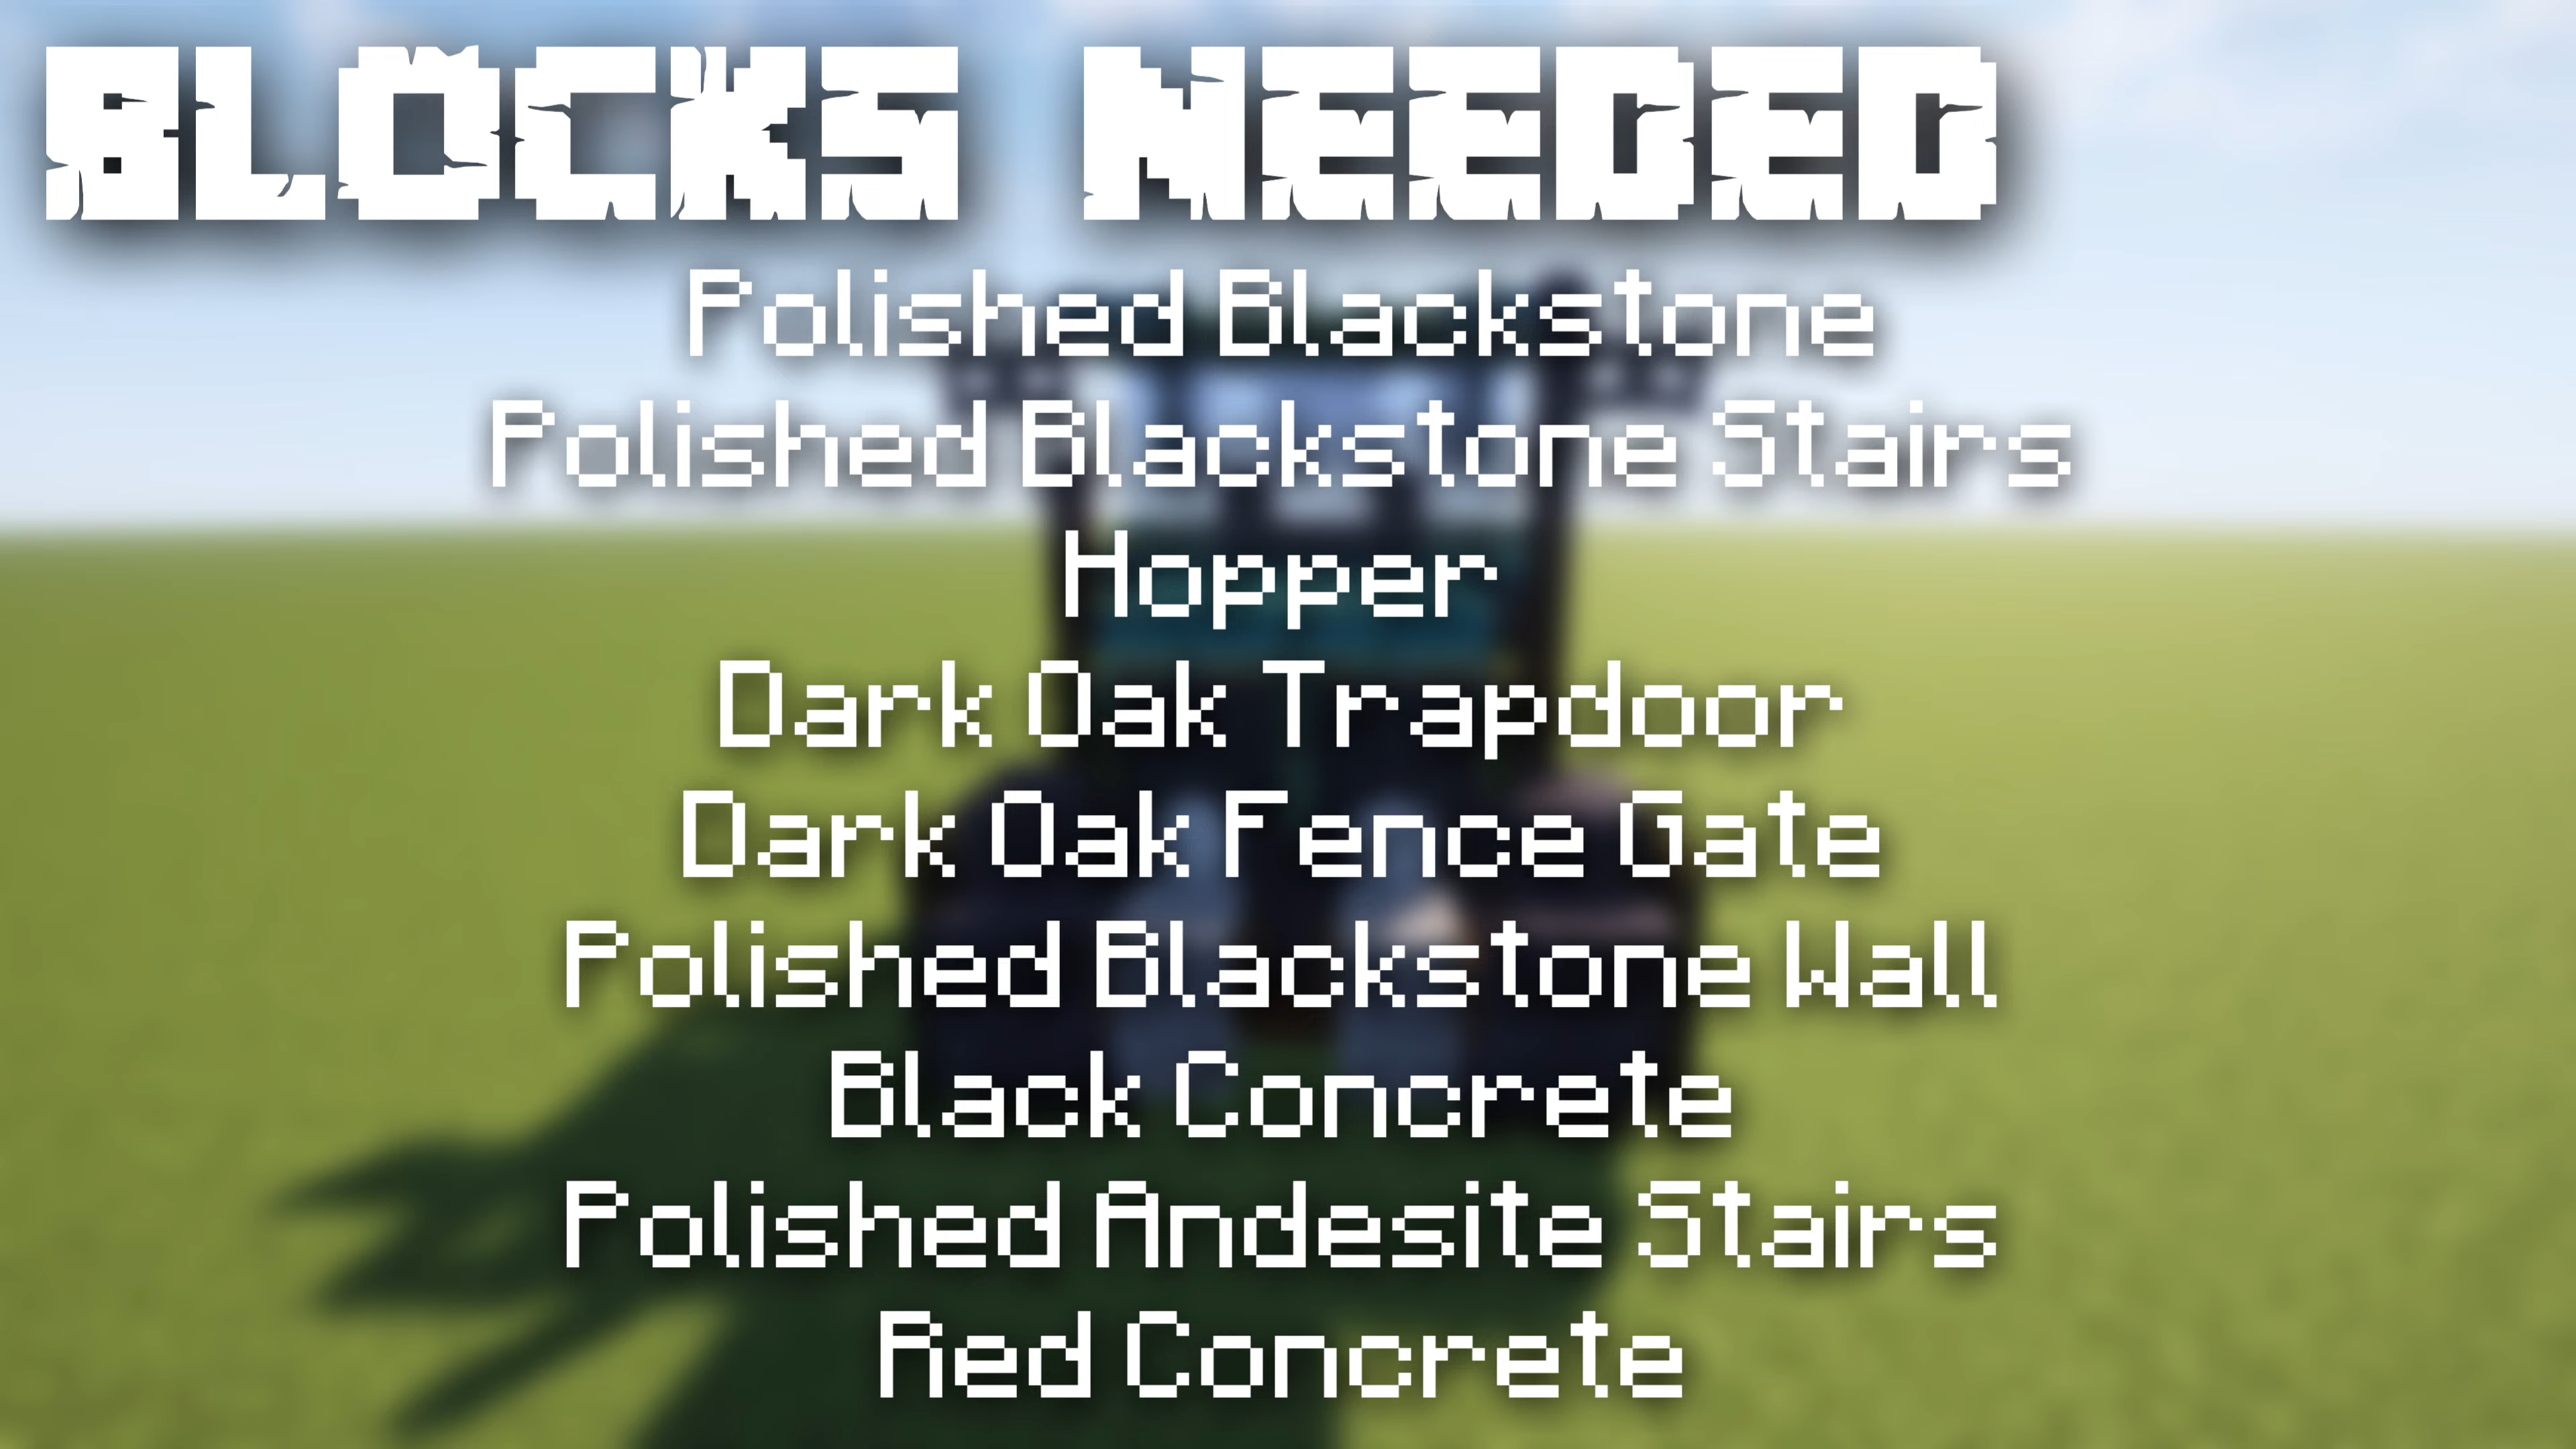 BLOCKS NEEDED
Polished Blackstone
Polished Blackstone Stairs
Hopper
Dark Oak Trapdoor
Dark Oak Fence Gate
Polished Blackstone Wall
Black Concrete
Polished Andesite Stairs
Red Concrete